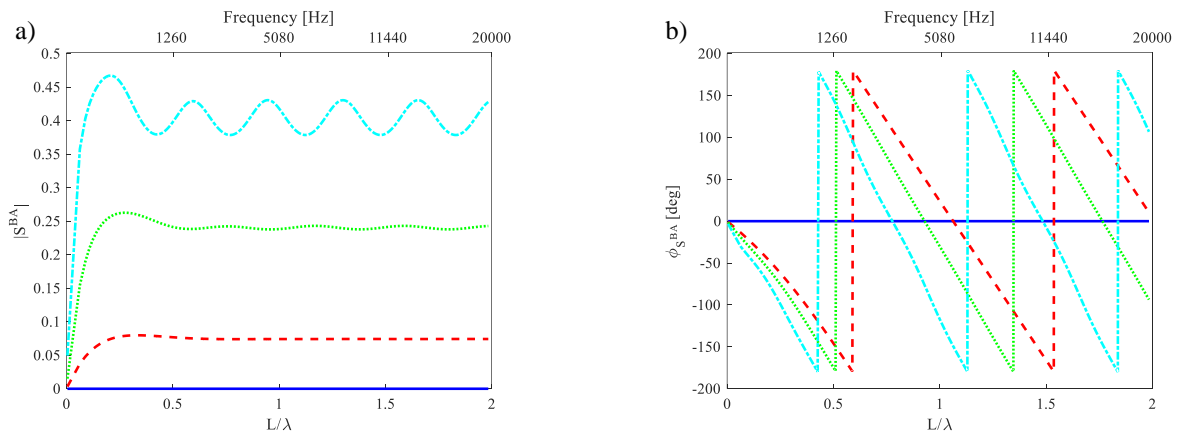 a)
Frequency [Hz]
1260 5080 11440 20000
0.5
0.45
0.4
0.35
0.3
0.25
0.2
0.15
0.1
0.05
0
|S^BA|
0 0.5 1 1.5 2
L/λ
b)
Frequency [Hz]
1260 5080 11440 20000
200
150
100
50
0
-50
-100
-150
-200
ϕ_S^BA [deg]
0 0.5 1 1.5 2
L/λ